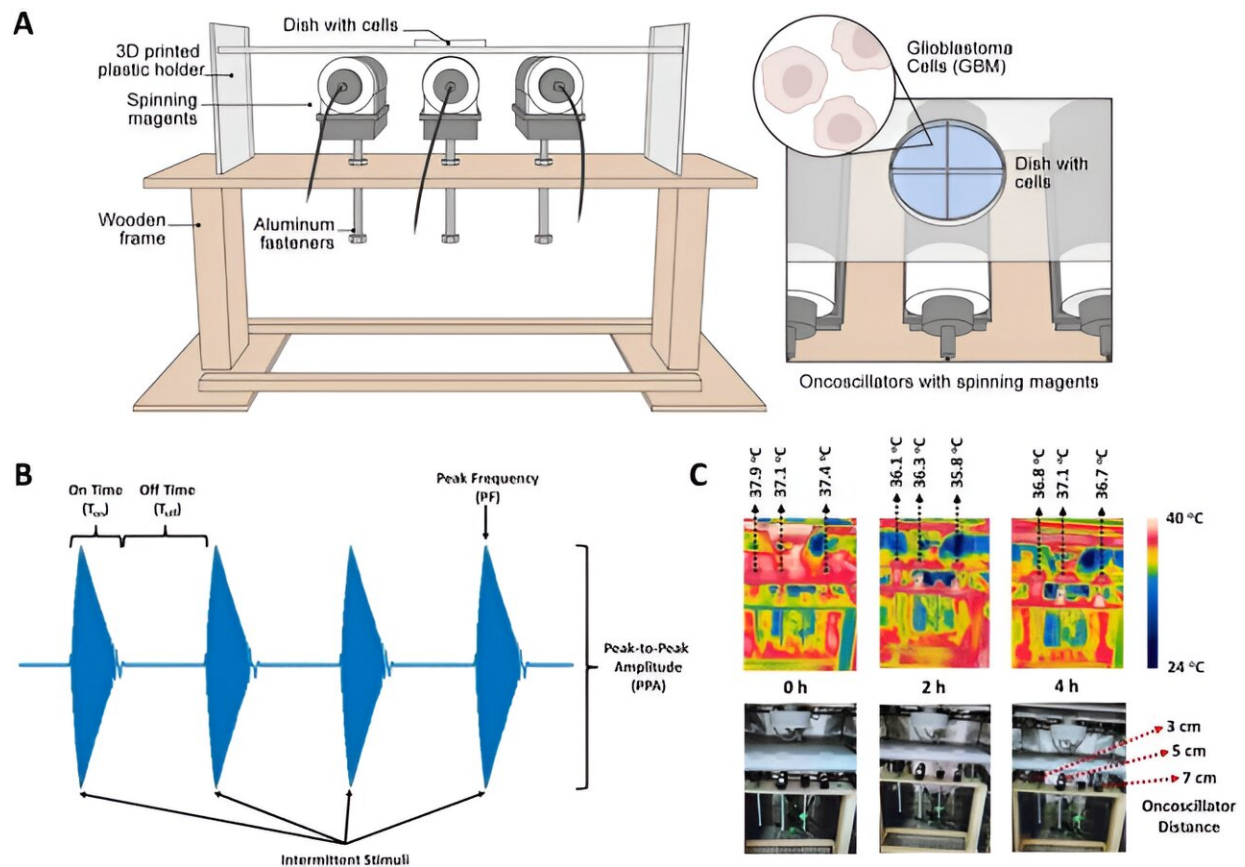 A
Dish with cells
3D printed
plastic holder
Spinning
magents
Wooden
frame
Aluminum
fasteners
Glioblastoma
Cells (GBM)
Dish with
cells
Oncoscillators with spinning magents
B
On Time
Off Time
Peak Frequency
(PF)
Peak-to-Peak
Amplitude
(PPA)
Intermittent Stimuli
C
37.9 °C
37.1 °C
37.4 °C
36.1 °C
36.3 °C
35.8 °C
36.8 °C
37.1 °C
36.7 °C
40 °C
24 °C
0 h
2 h
4 h
3 cm
5 cm
7 cm
Oncoscillator
Distance